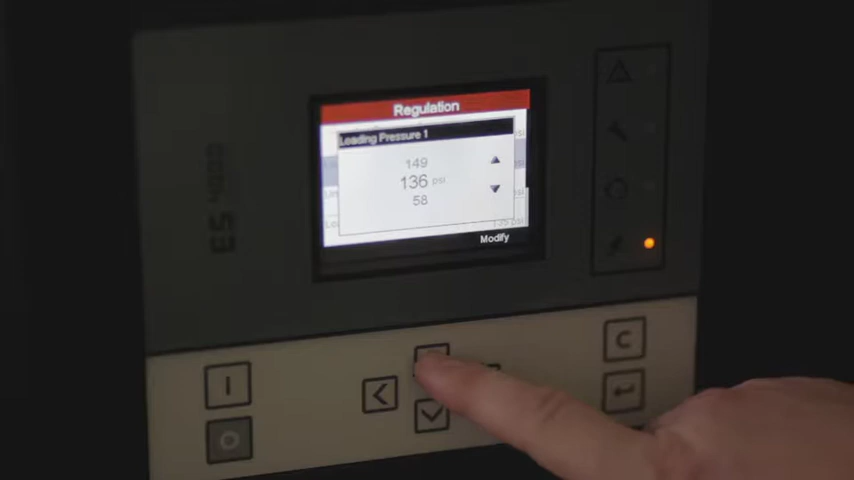 Regulation
Loading Pressure 1
149
136 psi
58
Modify
ES 4000
C